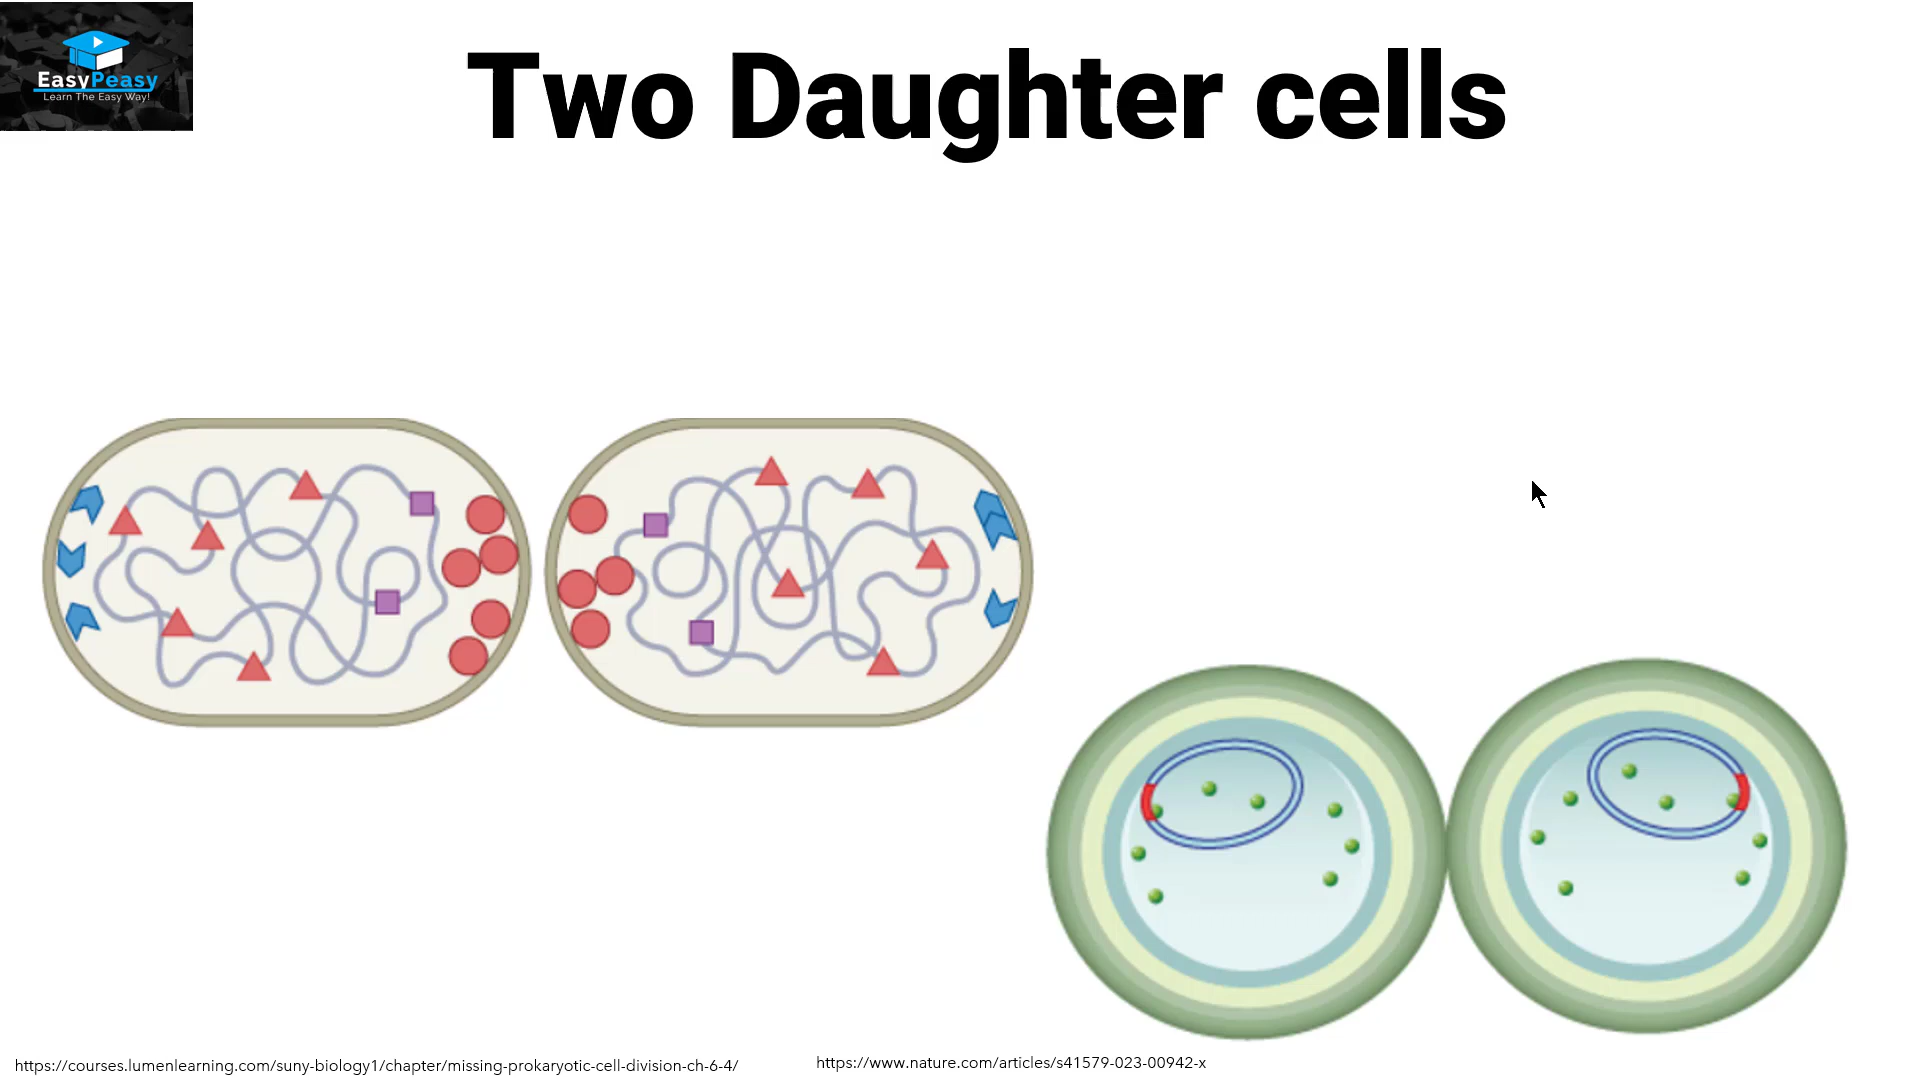 EasyPeasy
Learn The Easy Way!
Two Daughter cells
https://courses.lumenlearning.com/suny-biology1/chapter/missing-prokaryotic-cell-division-ch-6-4/
https://www.nature.com/articles/s41579-023-00942-x